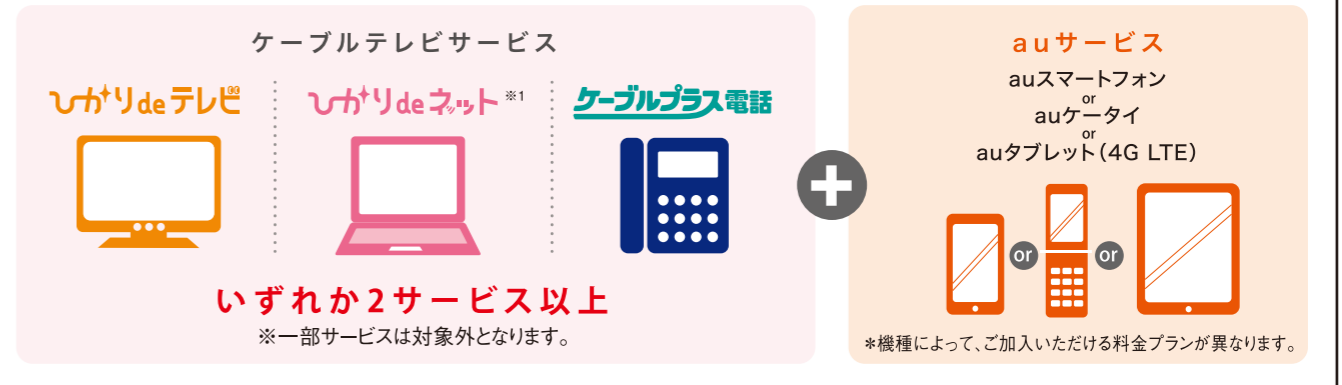 ケーブルテレビサービス
ひかりdeテレビ
ひかりdeネット ※1
ケーブルプラス電話
いずれか2サービス以上
※一部サービスは対象外となります。
auサービス
auスマートフォン
or
auケータイ
or
auタブレット(4G LTE)
or
or
*機種によって、ご加入いただける料金プランが異なります。